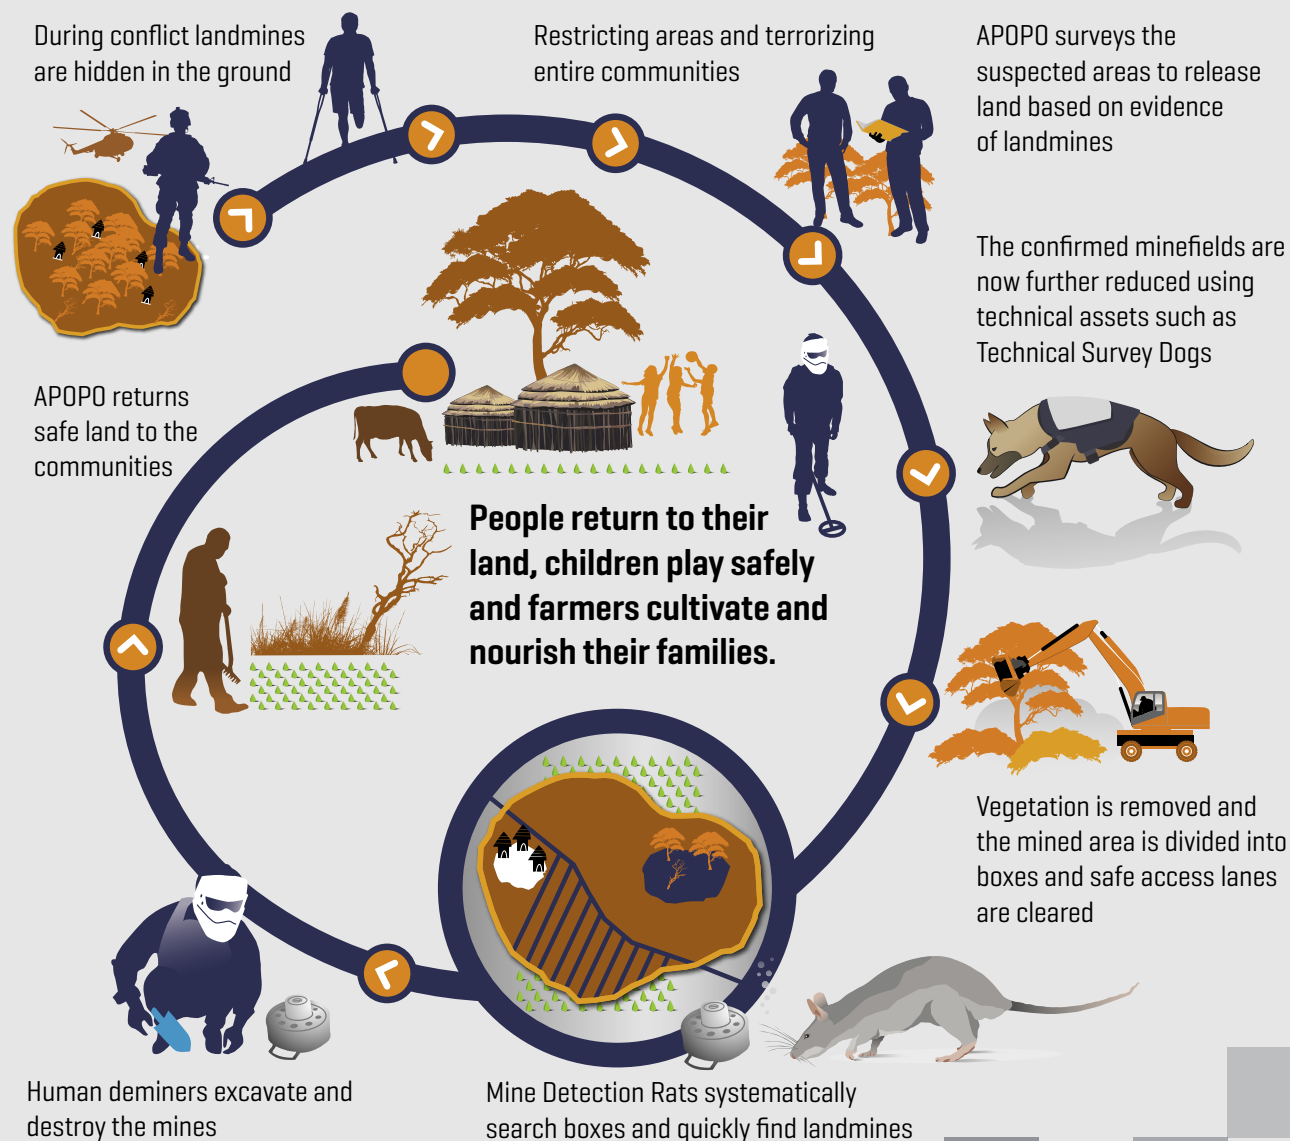 During conflict landmines
are hidden in the ground
Restricting areas and terrorizing
entire communities
APOPO surveys the
suspected areas to release
land based on evidence
of landmines
The confirmed minefields are
now further reduced using
technical assets such as
Technical Survey Dogs
Vegetation is removed and
the mined area is divided into
boxes and safe access lanes
are cleared
Mine Detection Rats systematically
search boxes and quickly find landmines
Human deminers excavate and
destroy the mines
APOPO returns
safe land to the
communities
People return to their
land, children play safely
and farmers cultivate and
nourish their families.